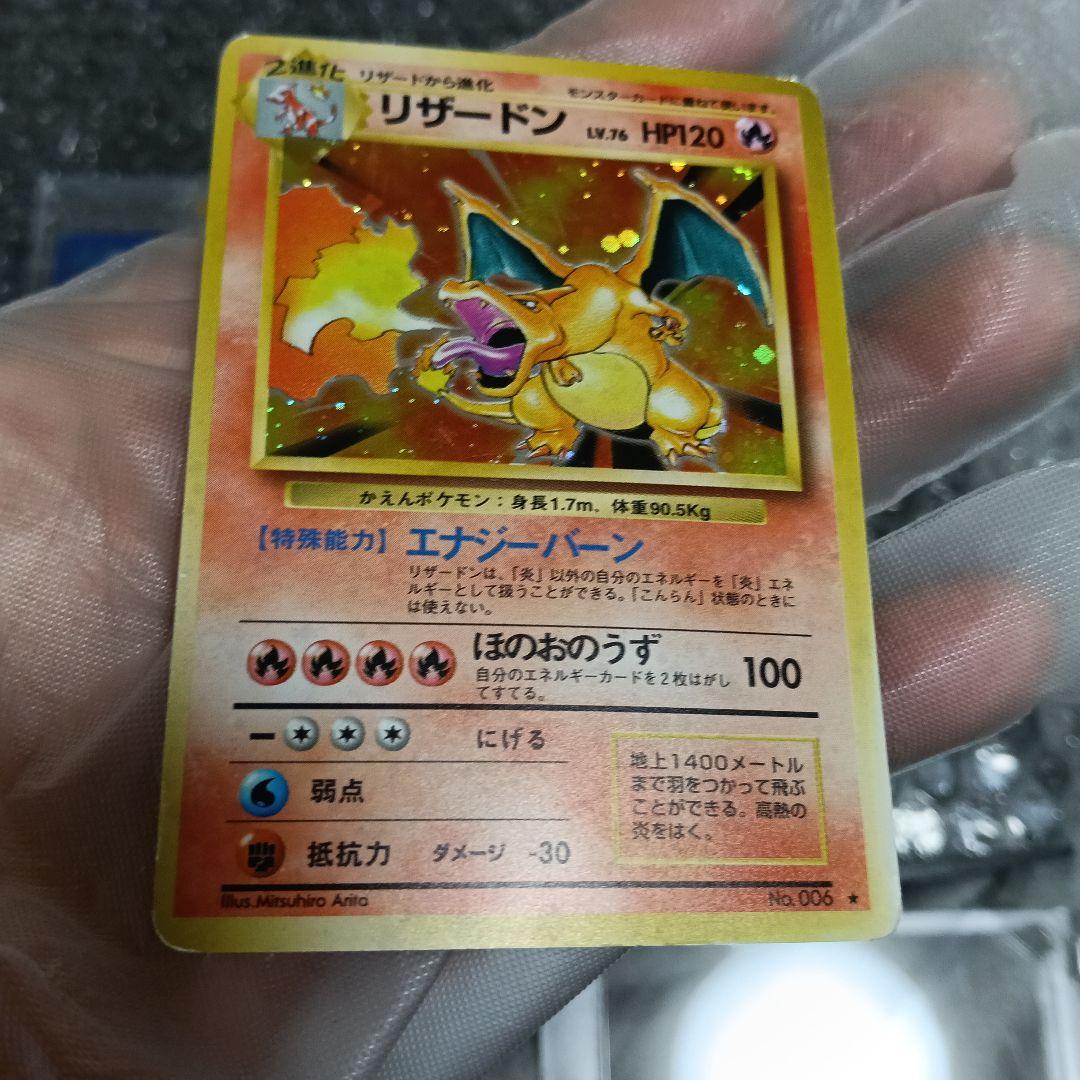 2進化 リザードから進化 モンスターカードに重ねて使います。
リザードン LV.76 HP120
かえんポケモン：身長1.7m、体重90.5Kg
【特殊能力】 エナジーバーン
リザードンは、「炎」以外の自分のエネルギーを「炎」エネ
ルギーとして扱うことができる。「こんらん」状態のときに
は使えない。
ほのおのうず 100
自分のエネルギーカードを2枚はがし
てすてる。
にげる
弱点
抵抗力 ダメージ -30
地上1400メートル
まで羽をつかって飛ぶ
ことができる。高熱の
炎をはく。
Illus.Mitsuhiro Arita No.006 ★